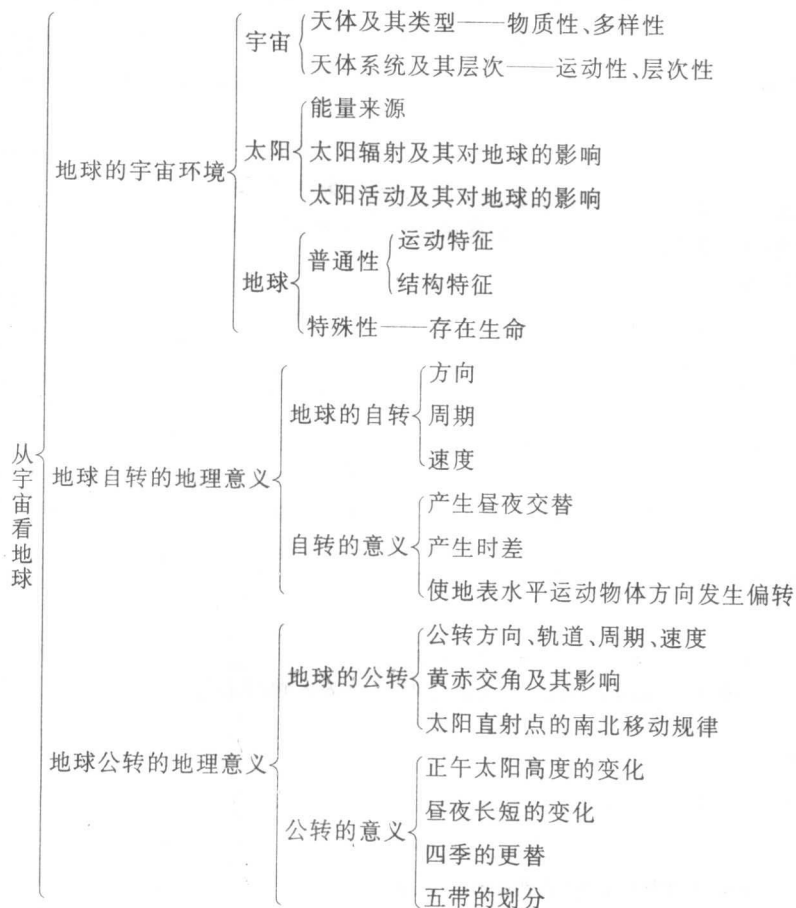 天体及其类型——物质性、多样性
宇宙
天体系统及其层次——运动性、层次性
能量来源
太阳
太阳辐射及其对地球的影响
地球的宇宙环境
太阳活动及其对地球的影响
运动特征
普通性
结构特征
地球
特殊性——存在生命
方向
地球的自转
周期
速度
从宇宙看地球
地球自转的地理意义
产生昼夜交替
自转的意义
产生时差
使地表水平运动物体方向发生偏转
公转方向、轨道、周期、速度
地球的公转
黄赤交角及其影响
太阳直射点的南北移动规律
地球公转的地理意义
正午太阳高度的变化
昼夜长短的变化
公转的意义
四季的更替
五带的划分